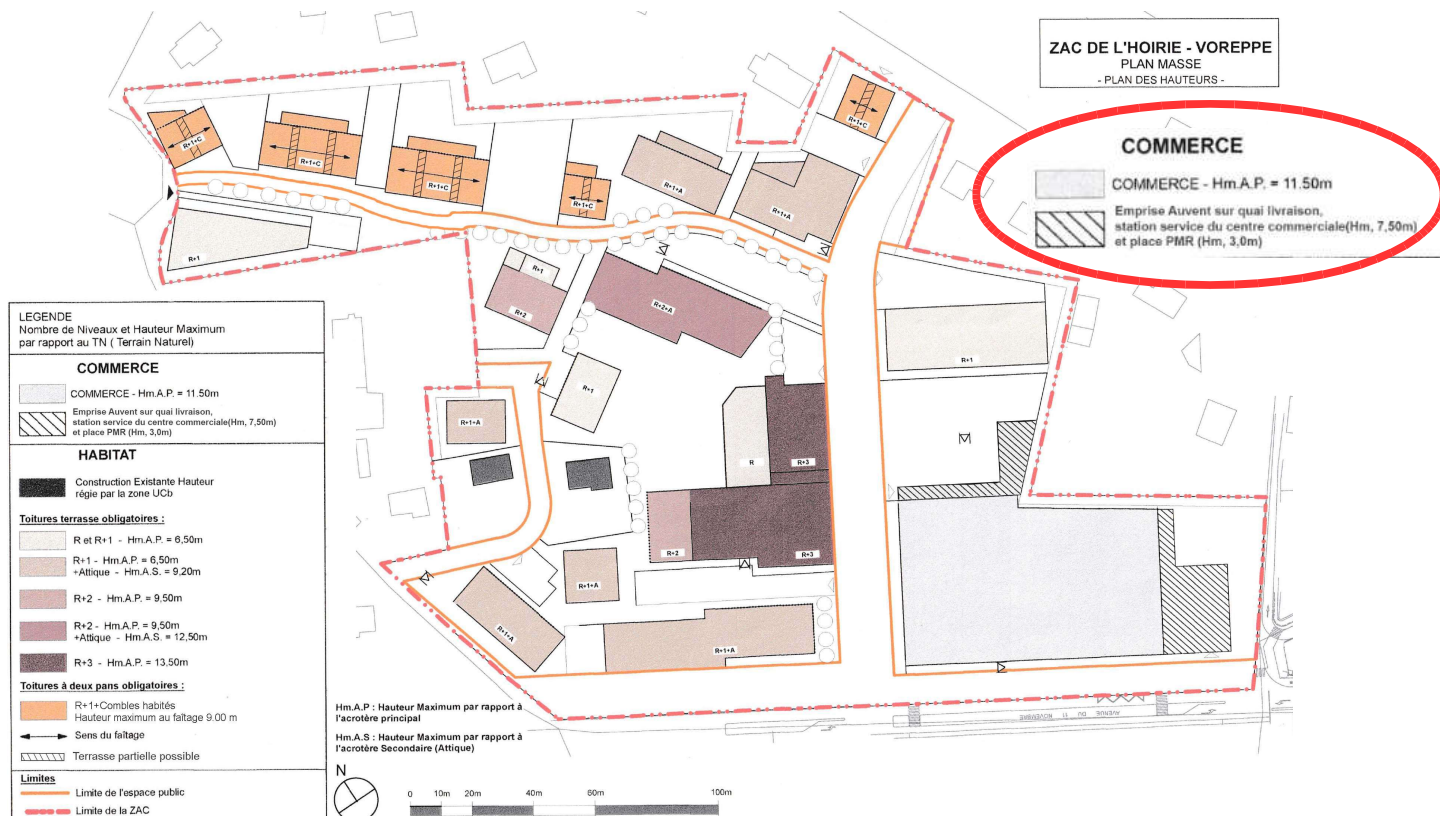 ZAC DE L'HOIRIE - VOREPPE
PLAN MASSE
- PLAN DES HAUTEURS -
COMMERCE
COMMERCE - Hm.A.P. = 11.50m
Emprise Auvent sur quai livraison,
station service du centre commerciale(Hm, 7,50m)
et place PMR (Hm, 3,0m)
R+1+C
R+1+C
R+1+C
R+1+C
R+1+C
R+1+A
R+1+A
R+1
R+1
R+2
R+2+A
R+1
R+1
R+1+A
R
R+3
R+2
R+3
R+1+A
R+1+A
R+1+A
LEGENDE
Nombre de Niveaux et Hauteur Maximum
par rapport au TN ( Terrain Naturel)
COMMERCE
COMMERCE - Hm.A.P. = 11.50m
Emprise Auvent sur quai livraison,
station service du centre commerciale(Hm, 7,50m)
et place PMR (Hm, 3,0m)
HABITAT
Construction Existante Hauteur
régie par la zone UCb
Toitures terrasse obligatoires :
R et R+1 - Hm.A.P. = 6,50m
R+1 - Hm.A.P. = 6,50m
+Attique - Hm.A.S. = 9,20m
R+2 - Hm.A.P. = 9,50m
R+2 - Hm.A.P. = 9,50m
+Attique - Hm.A.S. = 12,50m
R+3 - Hm.A.P. = 13,50m
Toitures à deux pans obligatoires :
R+1+Combles habités
Hauteur maximum au faîtage 9.00 m
Sens du faîtage
Terrasse partielle possible
Limites
Limite de l'espace public
Limite de la ZAC
Hm.A.P : Hauteur Maximum par rapport à
l'acrotère principal
Hm.A.S : Hauteur Maximum par rapport à
l'acrotère Secondaire (Attique)
N
0 10m 20m 40m 60m 100m
AVENUE DU 11 NOVEMBRE